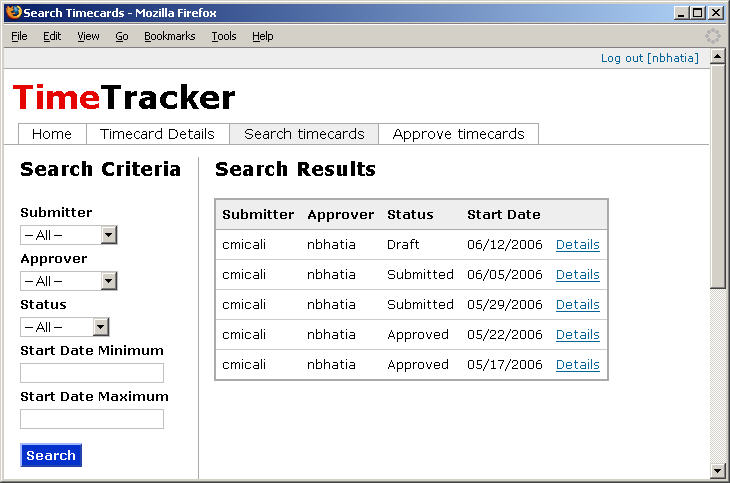 Search Timecards - Mozilla Firefox
File Edit View Go Bookmarks Tools Help
Log out [nbhatia]
TimeTracker
Home Timecard Details Search timecards Approve timecards
Search Criteria
Submitter
-- All --
Approver
-- All --
Status
-- All --
Start Date Minimum
Start Date Maximum
Search
Search Results
Submitter Approver Status Start Date
cmicali nbhatia Draft 06/12/2006 Details
cmicali nbhatia Submitted 06/05/2006 Details
cmicali nbhatia Submitted 05/29/2006 Details
cmicali nbhatia Approved 05/22/2006 Details
cmicali nbhatia Approved 05/17/2006 Details